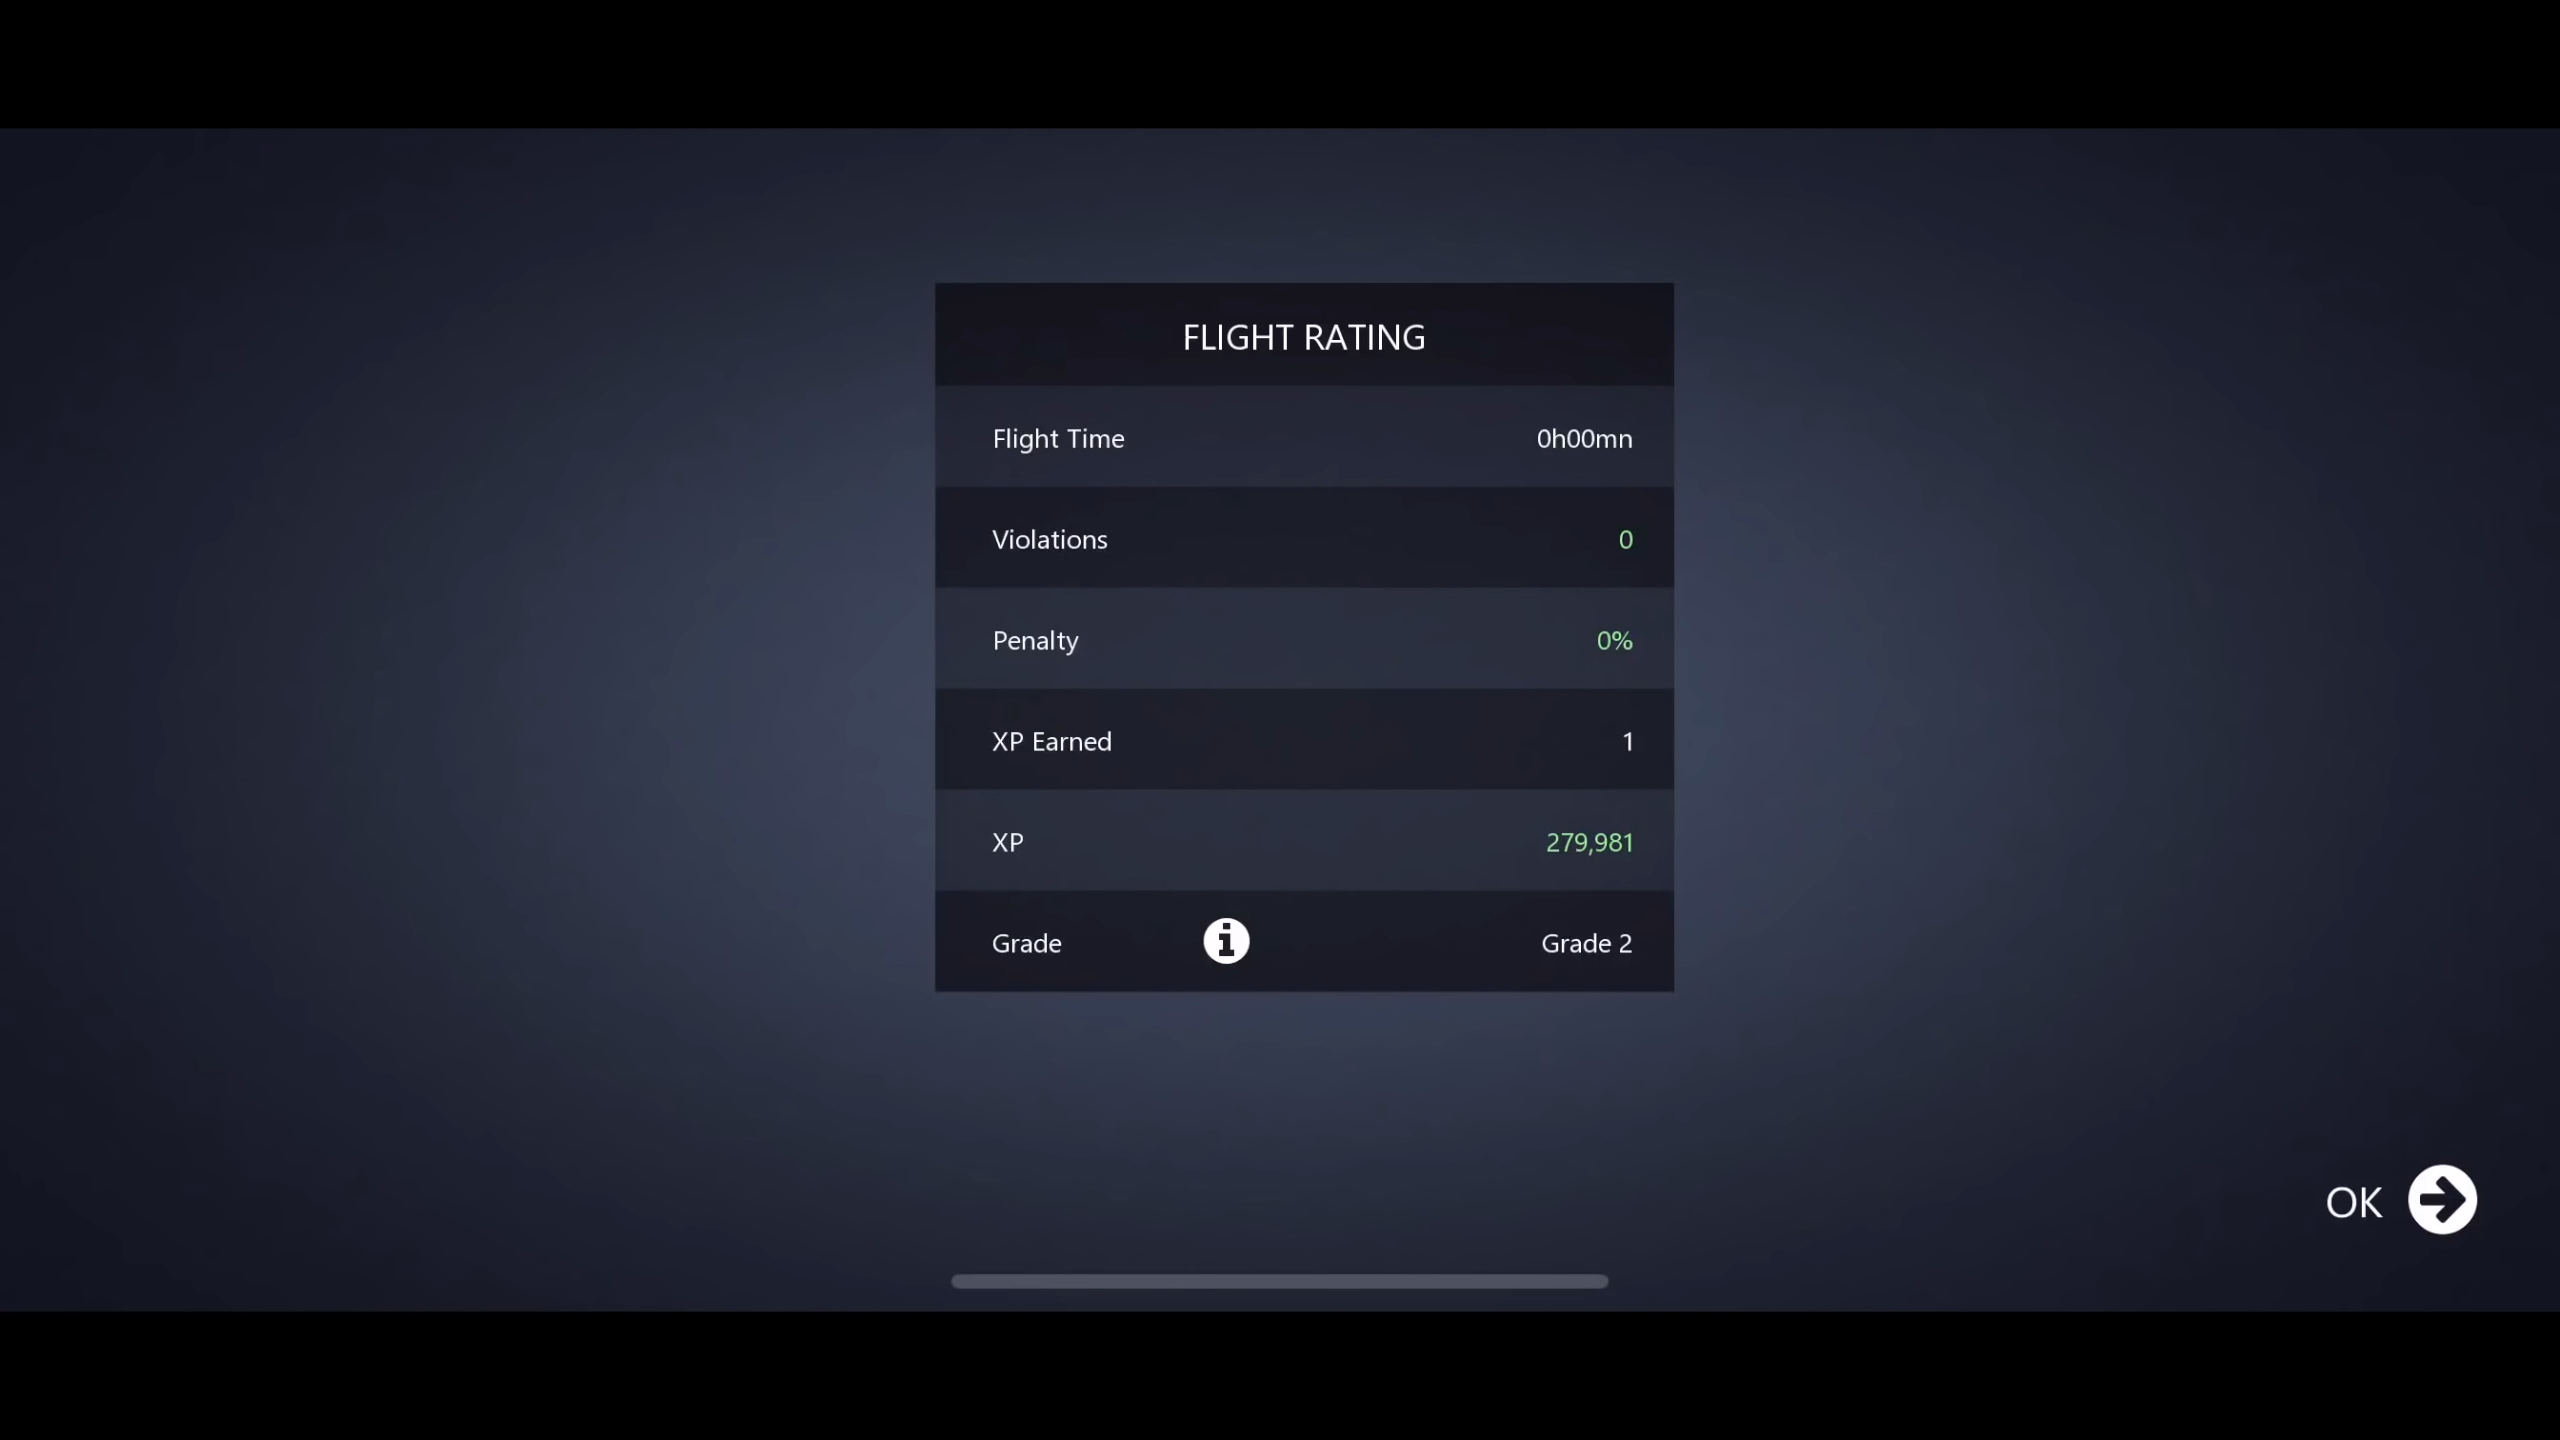 FLIGHT RATING
Flight Time 0h00mn
Violations 0
Penalty 0%
XP Earned 1
XP 279,981
Grade Grade 2
OK